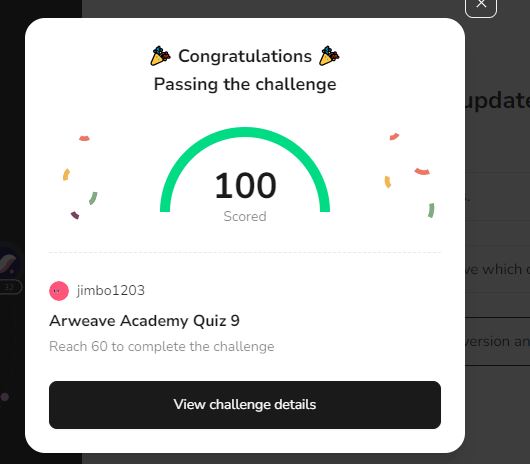 Congratulations
Passing the challenge
100
Scored
jimbo1203
Arweave Academy Quiz 9
Reach 60 to complete the challenge
View challenge details
update
ve which
version an
32